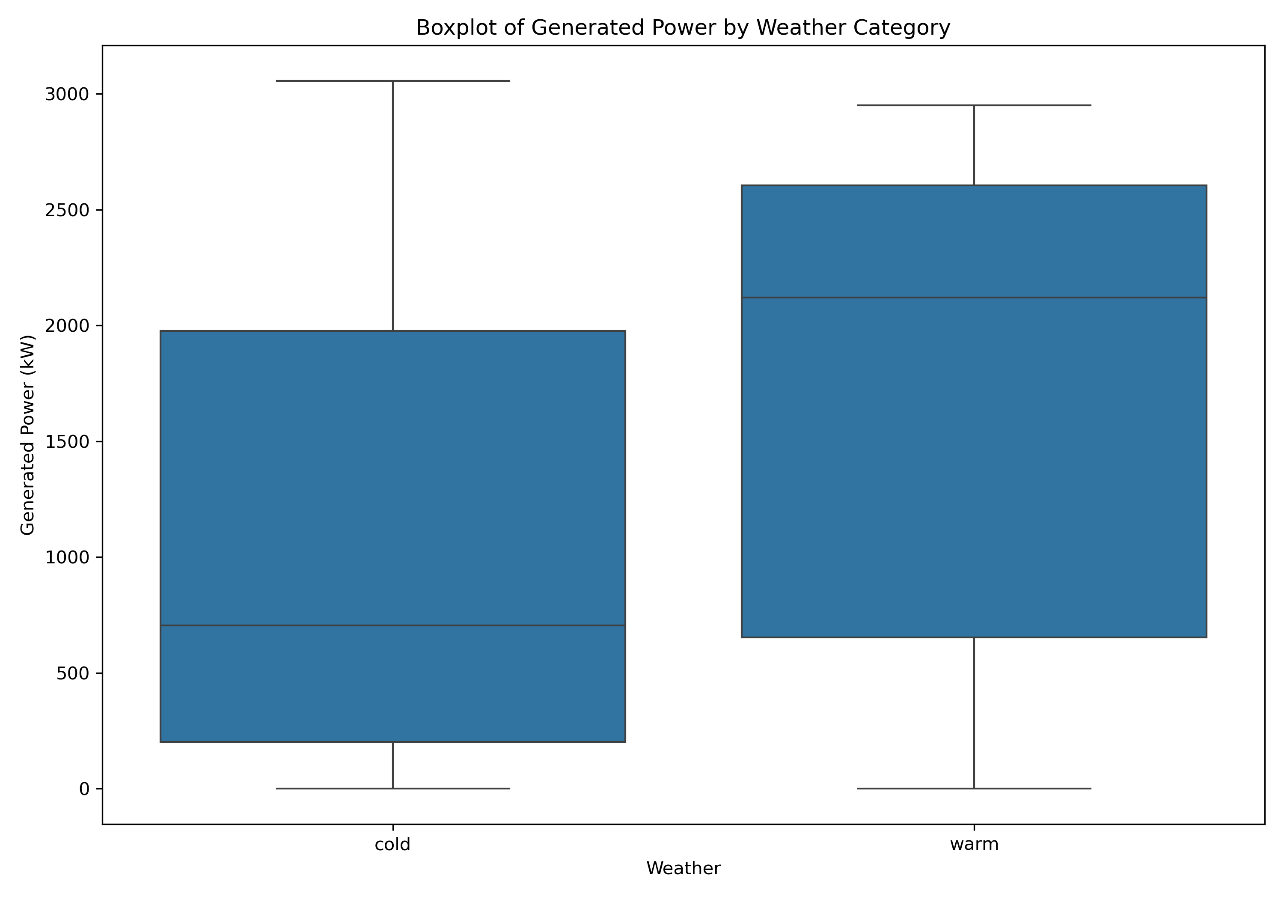 Boxplot of Generated Power by Weather Category
Generated Power (kW)
3000
2500
2000
1500
1000
500
0
cold
warm
Weather